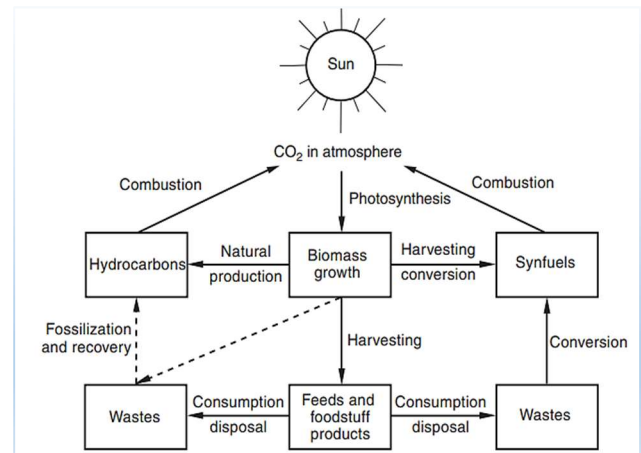 Sun
CO₂ in atmosphere
Combustion
Combustion
Photosynthesis
Hydrocarbons
Natural
production
Biomass
growth
Harvesting
conversion
Synfuels
Fossilization
and recovery
Harvesting
Conversion
Wastes
Consumption
disposal
Feeds and
foodstuff
products
Consumption
disposal
Wastes